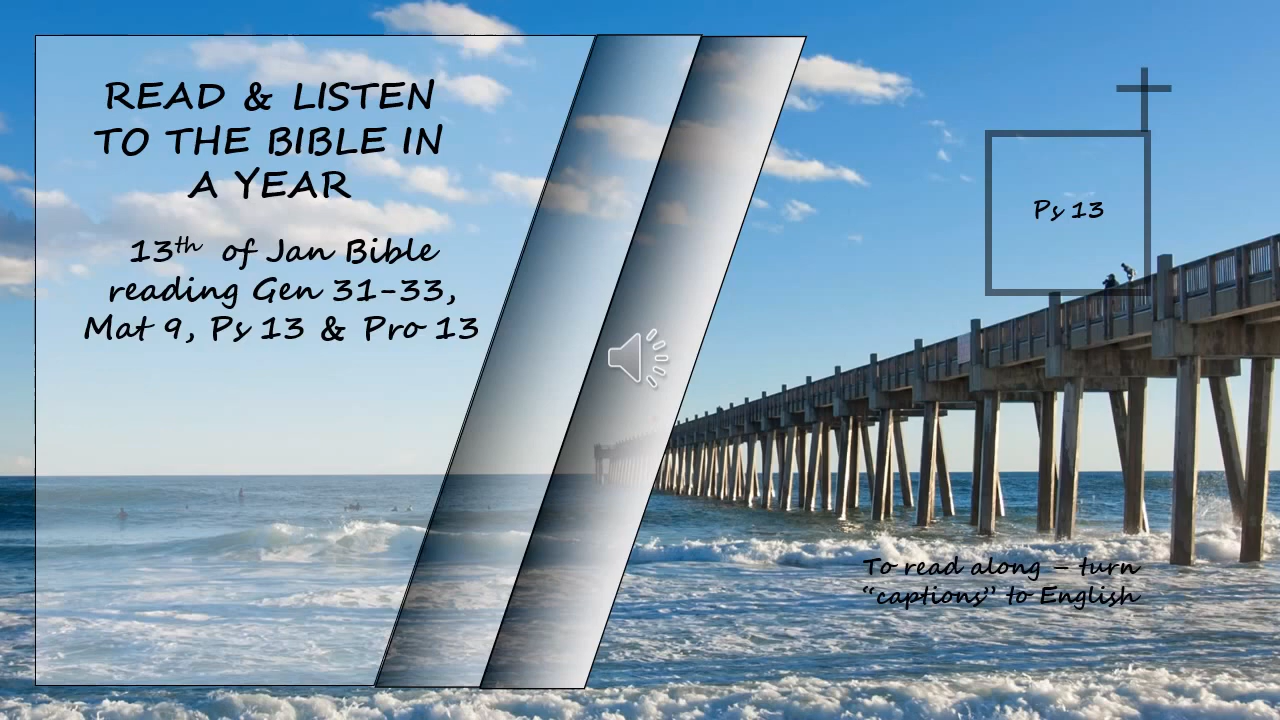 READ & LISTEN
TO THE BIBLE IN
A YEAR
13th of Jan Bible
reading Gen 31-33,
Mat 9, Ps 13 & Pro 13
Ps 13
To read along – turn
“captions” to English